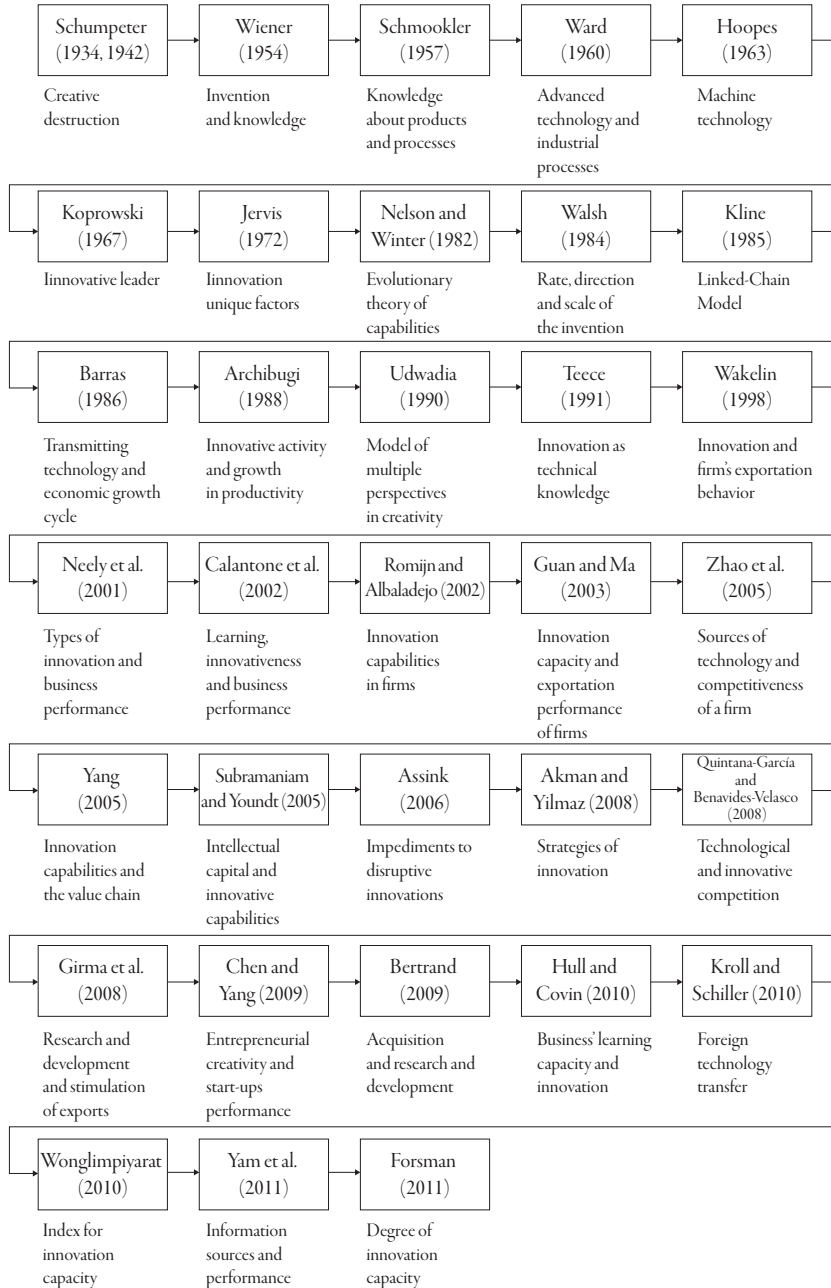 Schumpeter
(1934, 1942)
Creative
destruction
Wiener
(1954)
Invention
and knowledge
Schmookler
(1957)
Knowledge
about products
and processes
Ward
(1960)
Advanced
technology and
industrial
processes
Hoopes
(1963)
Machine
technology
Koprowski
(1967)
Iinnovative leader
Jervis
(1972)
Iinnovation
unique factors
Nelson and
Winter (1982)
Evolutionary
theory of
capabilities
Walsh
(1984)
Rate, direction
and scale of
the invention
Kline
(1985)
Linked-Chain
Model
Barras
(1986)
Transmitting
technology and
economic growth
cycle
Archibugi
(1988)
Innovative activity
and growth
in productivity
Udwadia
(1990)
Model of
multiple
perspectives
in creativity
Teece
(1991)
Innovation as
technical
knowledge
Wakelin
(1998)
Innovation and
firm's exportation
behavior
Neely et al.
(2001)
Types of
innovation and
business
performance
Calantone et al.
(2002)
Learning,
innovativeness
and business
performance
Romijn and
Albaladejo (2002)
Innovation
capabilities
in firms
Guan and Ma
(2003)
Innovation
capacity and
exportation
performance
of firms
Zhao et al.
(2005)
Sources of
technology and
competitiveness
of a firm
Yang
(2005)
Innovation
capabilities and
the value chain
Subramaniam
and Youndt (2005)
Intellectual
capital and
innovative
capabilities
Assink
(2006)
Impediments to
disruptive
innovations
Akman and
Yilmaz (2008)
Strategies of
innovation
Quintana-García
and
Benavides-Velasco
(2008)
Technological
and innovative
competition
Girma et al.
(2008)
Research and
development
and stimulation
of exports
Chen and
Yang (2009)
Entrepreneurial
creativity and
start-ups
performance
Bertrand
(2009)
Acquisition
and research and
development
Hull and
Covin (2010)
Business' learning
capacity and
innovation
Kroll and
Schiller (2010)
Foreign
technology
transfer
Wonglimpiyarat
(2010)
Index for
innovation
capacity
Yam et al.
(2011)
Information
sources and
performance
Forsman
(2011)
Degree of
innovation
capacity